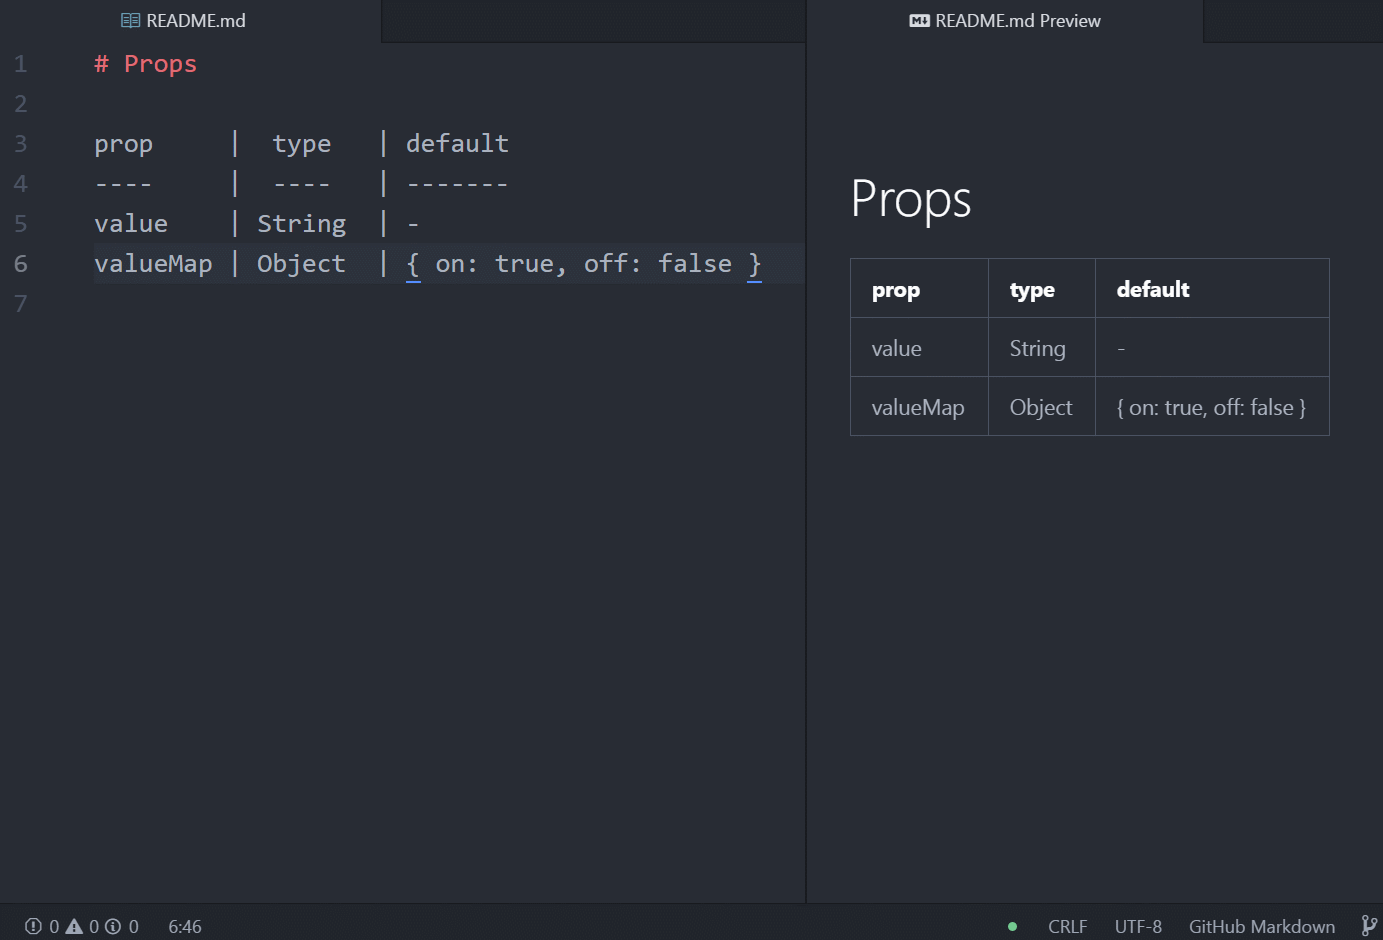 README.md
README.md Preview
1 # Props
2
3 prop | type | default
4 ---- | ---- | -------
5 value | String | -
6 valueMap | Object | { on: true, off: false }
7
Props
prop type default
value String -
valueMap Object { on: true, off: false }
0 0 0 6:46 CRLF UTF-8 GitHub Markdown